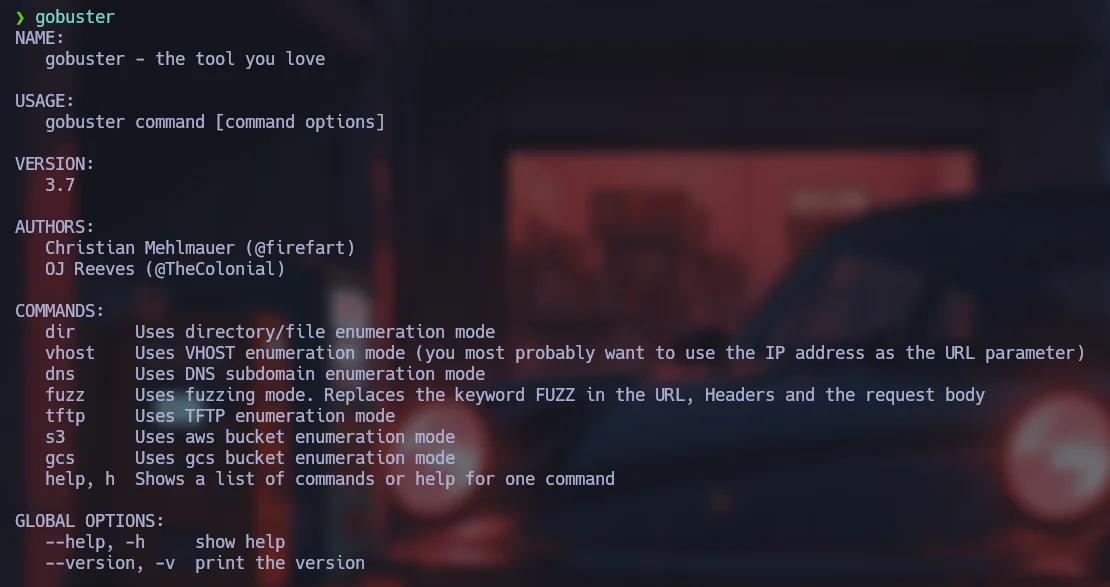 ❯ gobuster
NAME:
   gobuster - the tool you love

USAGE:
   gobuster command [command options]

VERSION:
   3.7

AUTHORS:
   Christian Mehlmauer (@firefart)
   OJ Reeves (@TheColonial)

COMMANDS:
   dir      Uses directory/file enumeration mode
   vhost    Uses VHOST enumeration mode (you most probably want to use the IP address as the URL parameter)
   dns      Uses DNS subdomain enumeration mode
   fuzz     Uses fuzzing mode. Replaces the keyword FUZZ in the URL, Headers and the request body
   tftp     Uses TFTP enumeration mode
   s3       Uses aws bucket enumeration mode
   gcs      Uses gcs bucket enumeration mode
   help, h  Shows a list of commands or help for one command

GLOBAL OPTIONS:
   --help, -h     show help
   --version, -v  print the version